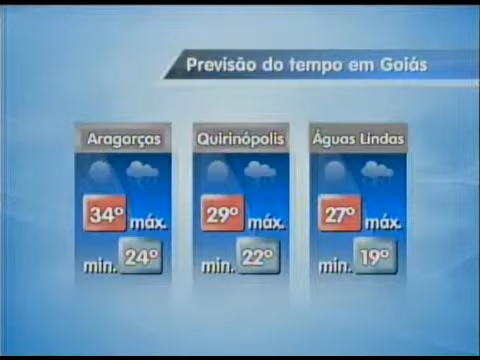 Previsão do tempo em Goiás
Aragarças
34º máx.
min. 24º
Quirinópolis
29º máx.
min. 22º
Águas Lindas
27º máx.
min. 19º